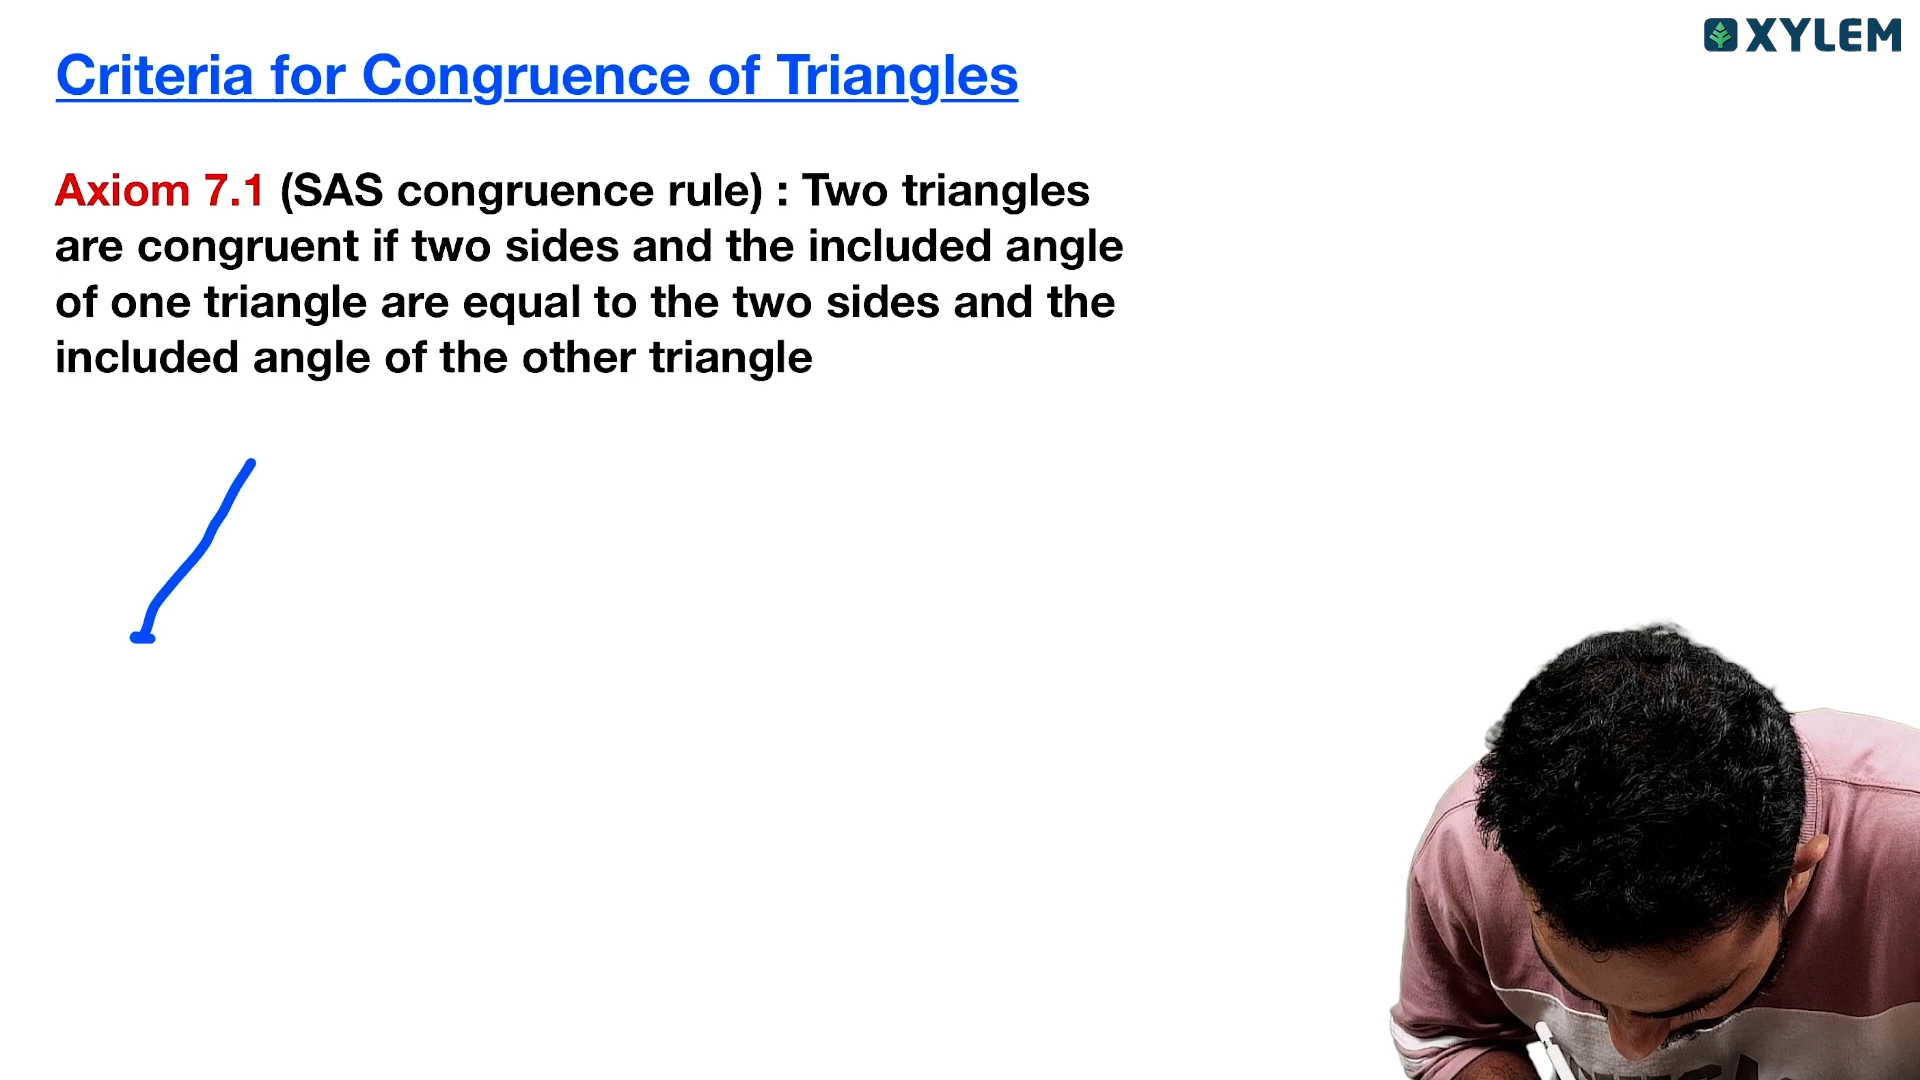 XYLEM
Criteria for Congruence of Triangles
Axiom 7.1 (SAS congruence rule) : Two triangles
are congruent if two sides and the included angle
of one triangle are equal to the two sides and the
included angle of the other triangle